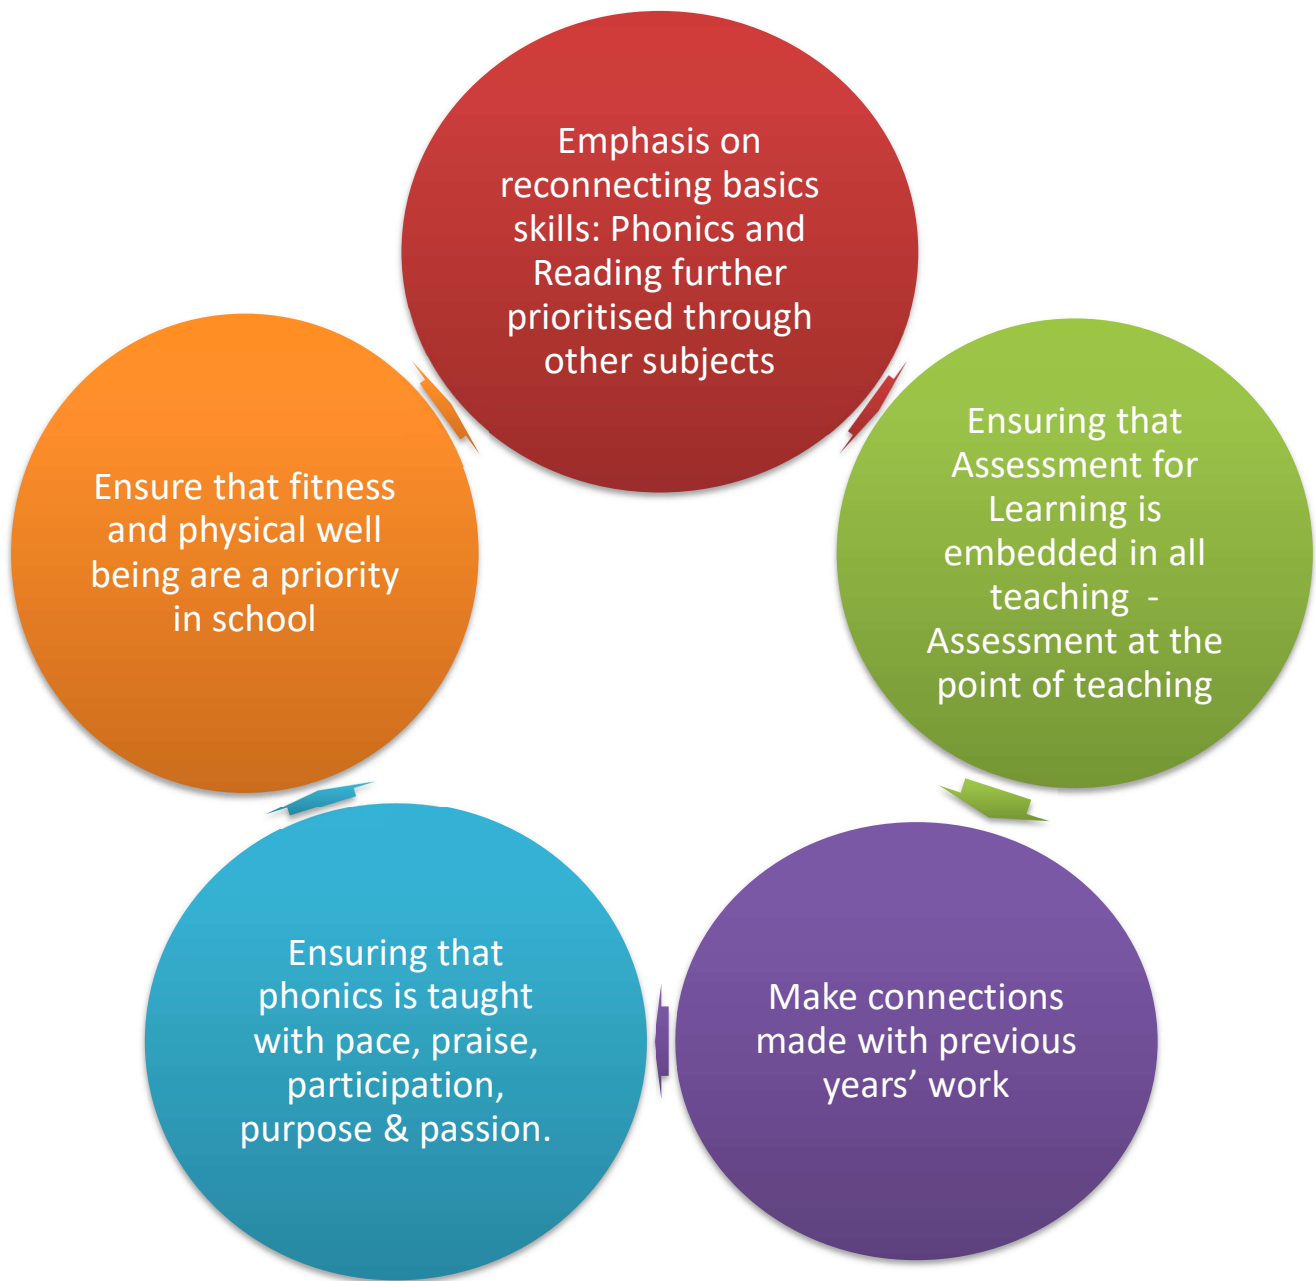 Emphasis on
reconnecting basics
skills: Phonics and
Reading further
prioritised through
other subjects
Ensuring that
Assessment for
Learning is
embedded in all
teaching  -
Assessment at the
point of teaching
Make connections
made with previous
years’ work
Ensuring that
phonics is taught
with pace, praise,
participation,
purpose & passion.
Ensure that fitness
and physical well
being are a priority
in school